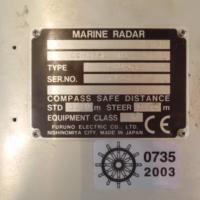 MARINE RADAR
TYPE
SER.NO.
COMPASS SAFE DISTANCE
STD STEER
EQUIPMENT CLASS
FURUNO ELECTRIC CO., LTD.
NISHINOMIYA CITY, MADE IN JAPAN
0735
2003